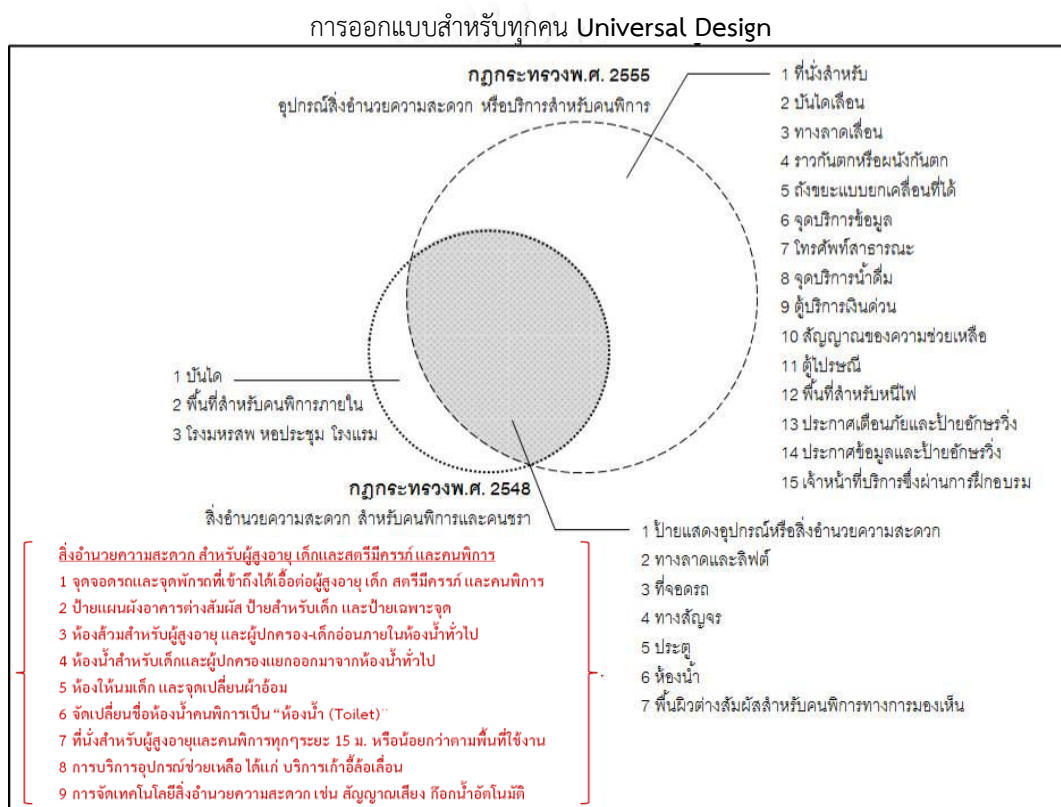 การออกแบบสำหรับทุกคน Universal Design
กฎกระทรวงพ.ศ. 2555
อุปกรณ์สิ่งอำนวยความสะดวก หรือบริการสำหรับคนพิการ
1 ที่นั่งสำหรับ
2 บันไดเลื่อน
3 ทางลาดเลื่อน
4 ราวกันตกหรือผนังกันตก
5 ถังขยะแบบยกเคลื่อนที่ได้
6 จุดบริการข้อมูล
7 โทรศัพท์สาธารณะ
8 จุดบริการน้ำดื่ม
9 ตู้บริการเงินด่วน
10 สัญญาณของความช่วยเหลือ
11 ตู้ไปรษณี
12 พื้นที่สำหรับหนีไฟ
13 ประกาศเตือนภัยและป้ายอักษรวิ่ง
14 ประกาศข้อมูลและป้ายอักษรวิ่ง
15 เจ้าหน้าที่บริการซึ่งผ่านการฝึกอบรม
1 บันได
2 พื้นที่สำหรับคนพิการภายใน
3 โรงมหรสพ หอประชุม โรงแรม
กฎกระทรวงพ.ศ. 2548
สิ่งอำนวยความสะดวก สำหรับคนพิการและคนชรา
1 ป้ายแสดงอุปกรณ์หรือสิ่งอำนวยความสะดวก
2 ทางลาดและลิฟต์
3 ที่จอดรถ
4 ทางสัญจร
5 ประตู
6 ห้องน้ำ
7 พื้นผิวต่างสัมผัสสำหรับคนพิการทางการมองเห็น
สิ่งอำนวยความสะดวก สำหรับผู้สูงอายุ เด็กและสตรีมีครรภ์ และคนพิการ
1 จุดจอดรถและจุดพักรถที่เข้าถึงได้เอื้อต่อผู้สูงอายุ เด็ก สตรีมีครรภ์ และคนพิการ
2 ป้ายแผนผังอาคารต่างสัมผัส ป้ายสำหรับเด็ก และป้ายเฉพาะจุด
3 ห้องส้วมสำหรับผู้สูงอายุ และผู้ปกครอง-เด็กอ่อนภายในห้องน้ำทั่วไป
4 ห้องน้ำสำหรับเด็กและผู้ปกครองแยกออกมาจากห้องน้ำทั่วไป
5 ห้องให้นมเด็ก และจุดเปลี่ยนผ้าอ้อม
6 จัดเปลี่ยนชื่อห้องน้ำคนพิการเป็น “ห้องน้ำ (Toilet)¨
7 ที่นั่งสำหรับผู้สูงอายุและคนพิการทุกๆระยะ 15 ม. หรือน้อยกว่าตามพื้นที่ใช้งาน
8 การบริการอุปกรณ์ช่วยเหลือ ได้แก่ บริการเก้าอี้ล้อเลื่อน
9 การจัดเทคโนโลยีสิ่งอำนวยความสะดวก เช่น สัญญาณเสียง ก๊อกน้ำอัตโนมัติ